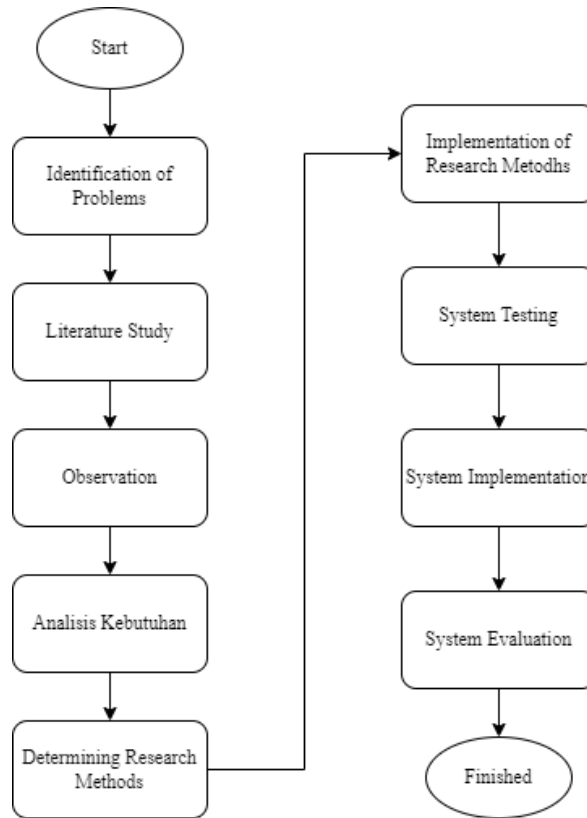 Start
Identification of
Problems
Literature Study
Observation
Analisis Kebutuhan
Determining Research
Methods
Implementation of
Research Metodhs
System Testing
System Implementation
System Evaluation
Finished